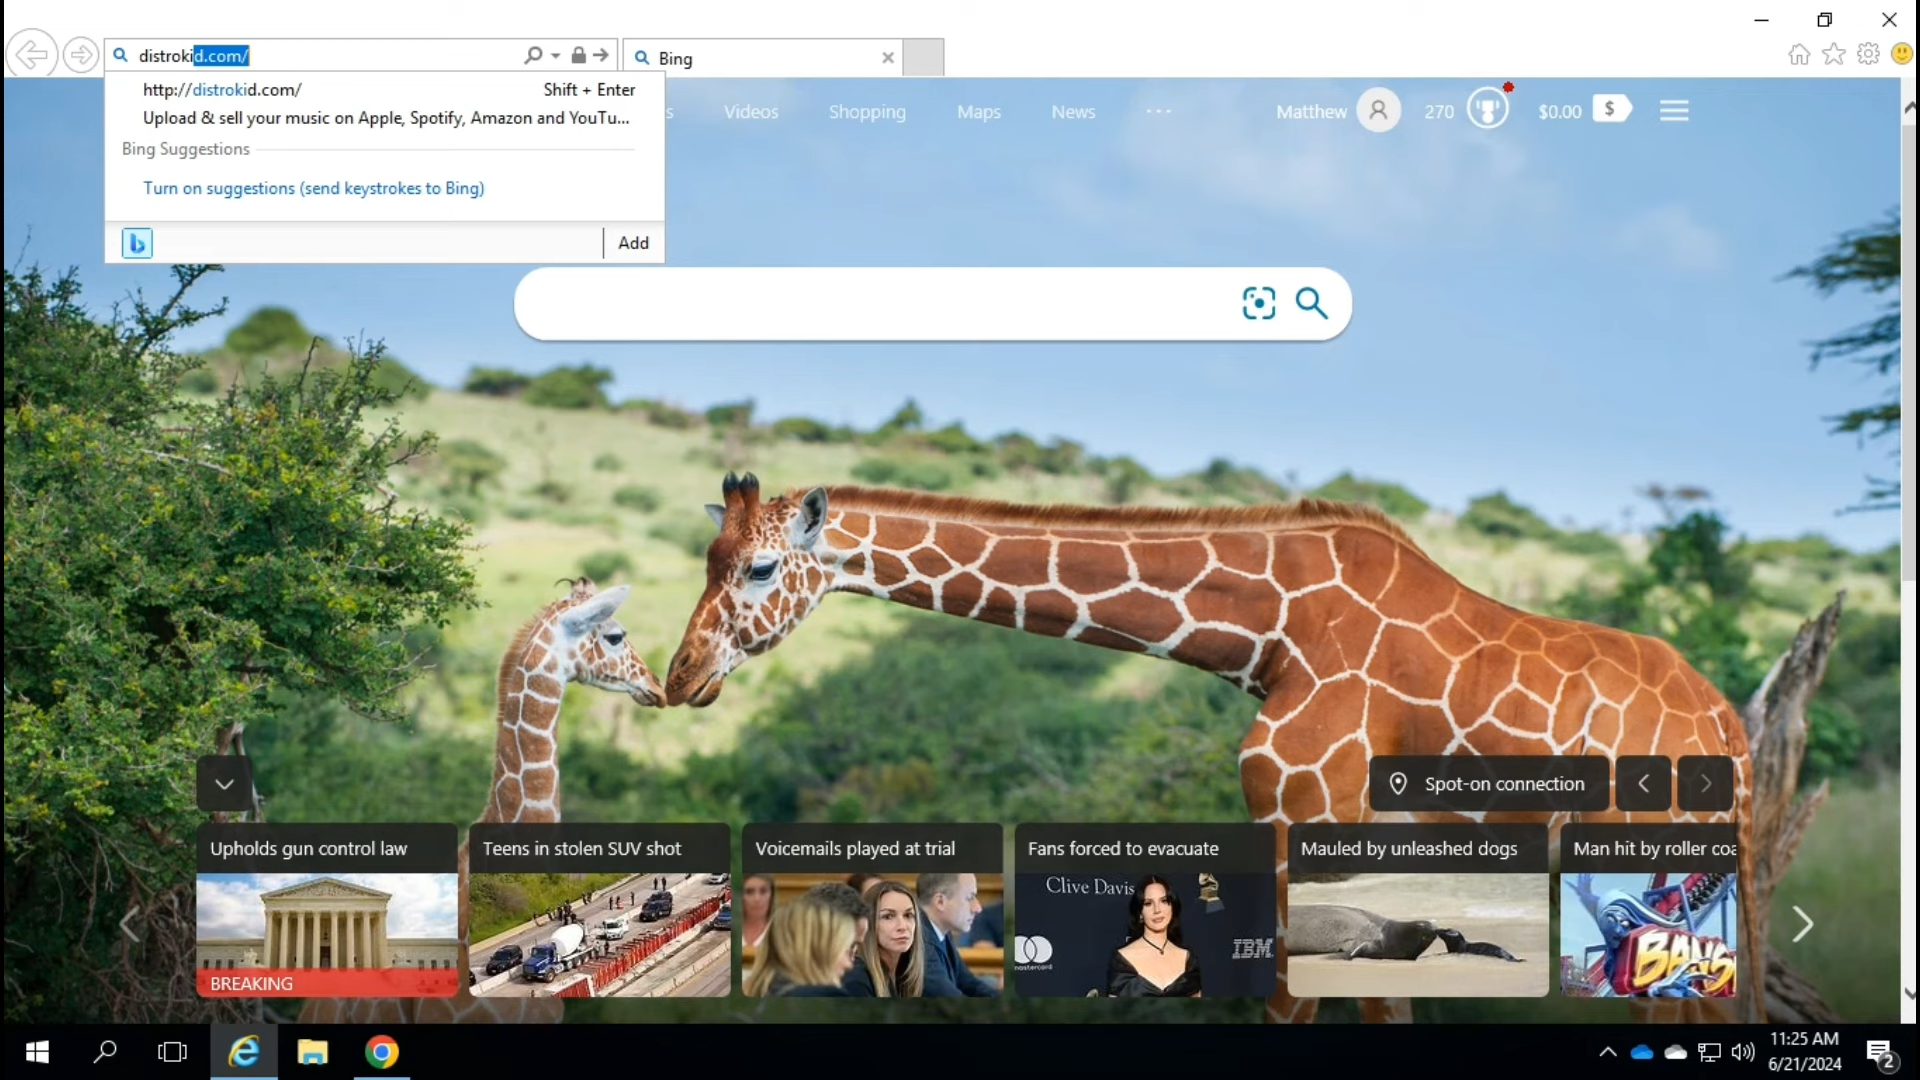 distrokid.com/
Bing
http://distrokid.com/ Shift + Enter
Upload & sell your music on Apple, Spotify, Amazon and YouTu...
Bing Suggestions
Turn on suggestions (send keystrokes to Bing)
Add
s Videos Shopping Maps News ...
Matthew 270 $0.00 $
Spot-on connection
Upholds gun control law
BREAKING
Teens in stolen SUV shot
Voicemails played at trial
Fans forced to evacuate
Clive Davis
mastercard
IBM
Mauled by unleashed dogs
Man hit by roller coa
11:25 AM
6/21/2024
2